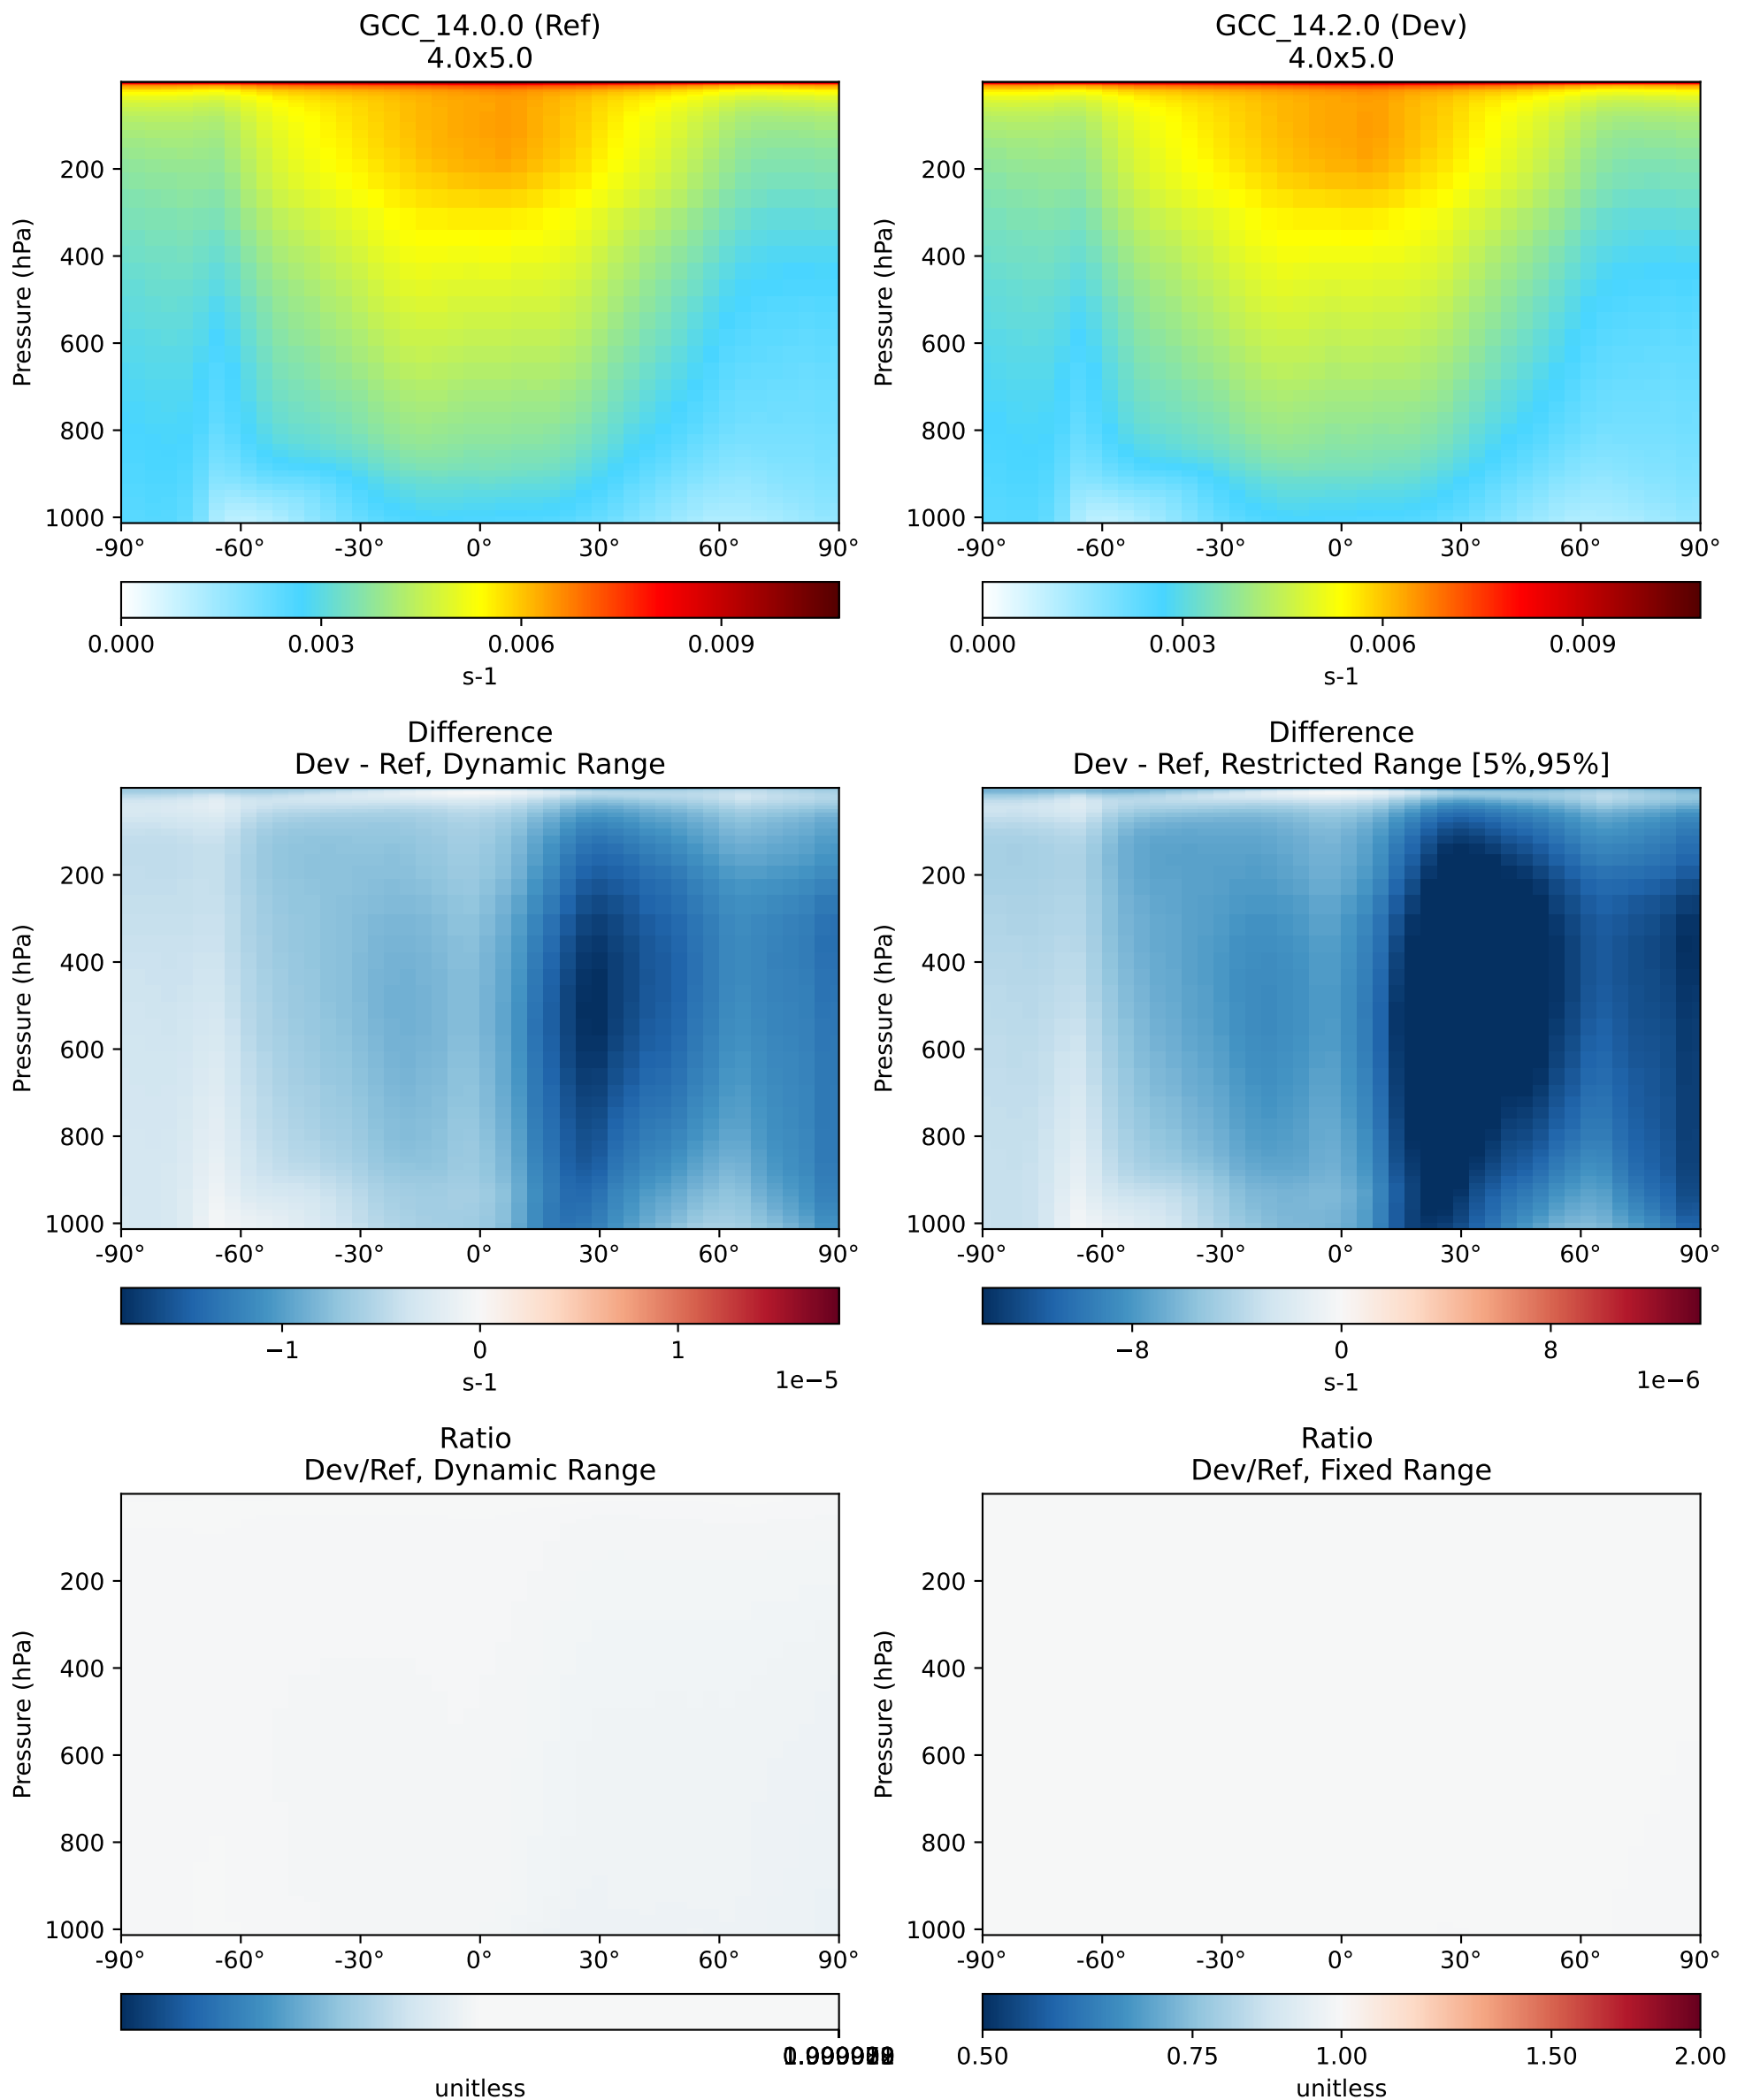 GCC_14.0.0 (Ref)
4.0x5.0
GCC_14.2.0 (Dev)
4.0x5.0
Pressure (hPa)
200
400
600
800
1000
-90° -60° -30° 0° 30° 60° 90°
Pressure (hPa)
200
400
600
800
1000
-90° -60° -30° 0° 30° 60° 90°
0.000 0.003 0.006 0.009
s-1
0.000 0.003 0.006 0.009
s-1
Difference
Dev - Ref, Dynamic Range
Difference
Dev - Ref, Restricted Range [5%,95%]
Pressure (hPa)
200
400
600
800
1000
-90° -60° -30° 0° 30° 60° 90°
Pressure (hPa)
200
400
600
800
1000
-90° -60° -30° 0° 30° 60° 90°
−1 0 1
s-1
1e−5
−8 0 8
s-1
1e−6
Ratio
Dev/Ref, Dynamic Range
Ratio
Dev/Ref, Fixed Range
Pressure (hPa)
200
400
600
800
1000
-90° -60° -30° 0° 30° 60° 90°
Pressure (hPa)
200
400
600
800
1000
-90° -60° -30° 0° 30° 60° 90°
unitless
0.50 0.75 1.00 1.50 2.00
unitless